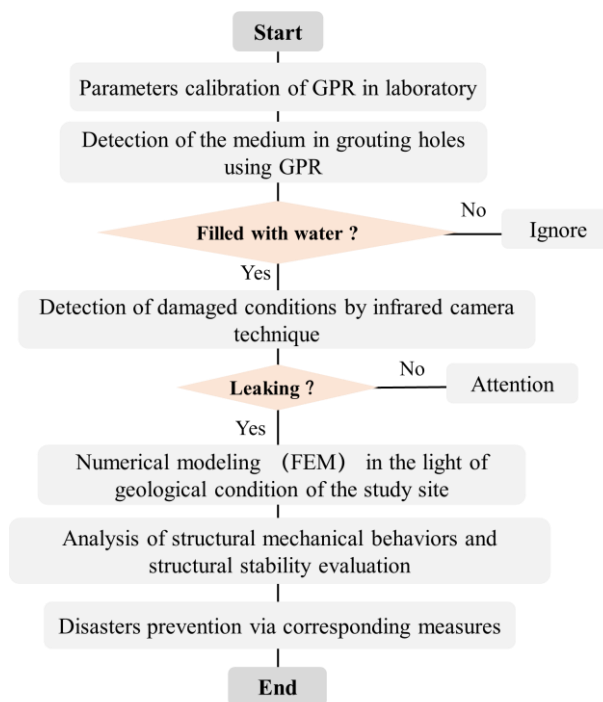 Start
Parameters calibration of GPR in laboratory
Detection of the medium in grouting holes
using GPR
Filled with water ?
No
Ignore
Yes
Detection of damaged conditions by infrared camera
technique
Leaking ?
No
Attention
Yes
Numerical modeling （FEM） in the light of
geological condition of the study site
Analysis of structural mechanical behaviors and
structural stability evaluation
Disasters prevention via corresponding measures
End